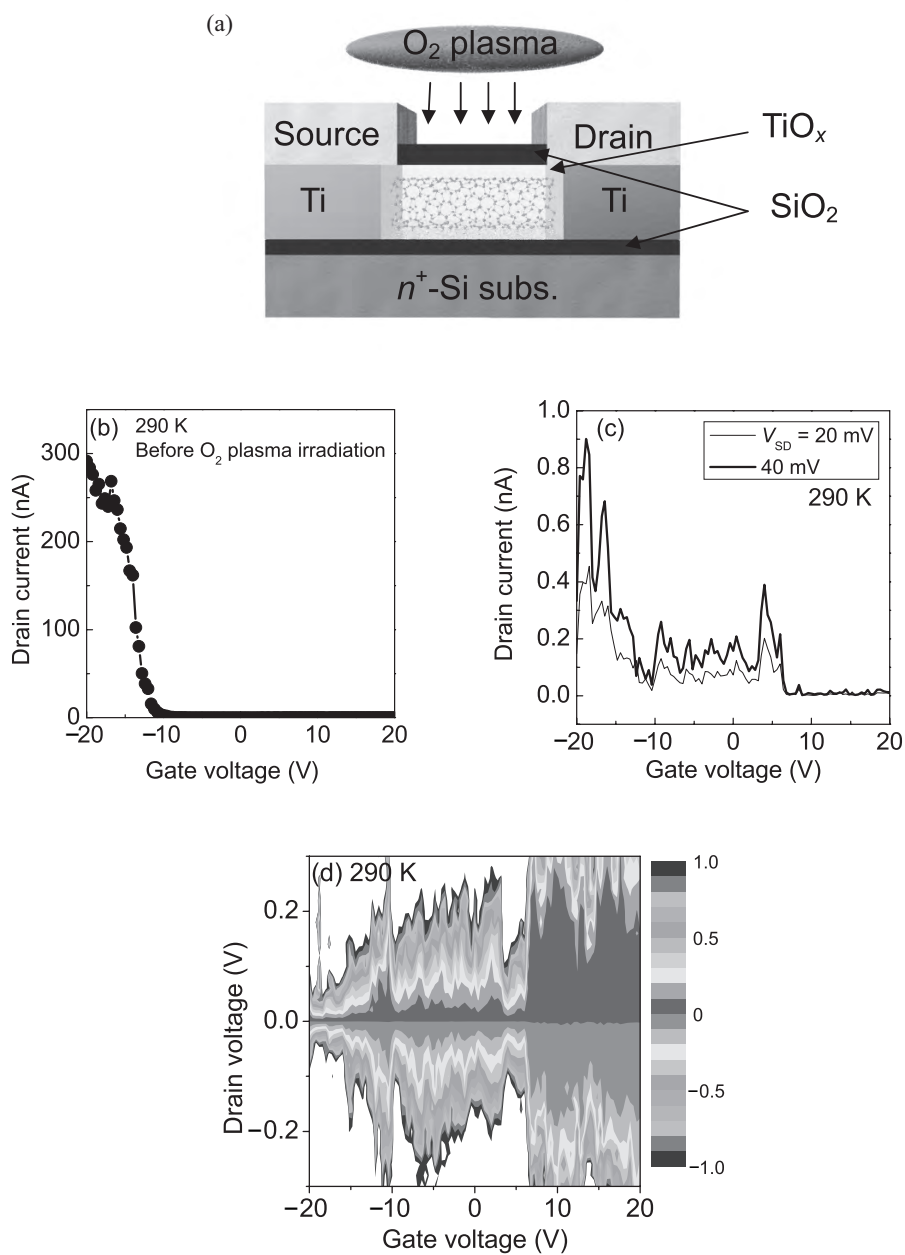 (a)
O₂ plasma
Source
Drain
TiOₓ
Ti
Ti
SiO₂
n⁺-Si subs.
(b) 290 K
Before O₂ plasma irradiation
300
200
100
0
Drain current (nA)
−20
−10
0
10
20
Gate voltage (V)
(c)
V_SD = 20 mV
40 mV
290 K
1.0
0.8
0.6
0.4
0.2
0.0
Drain current (nA)
−20
−10
0
10
20
Gate voltage (V)
(d) 290 K
0.2
0.0
−0.2
Drain voltage (V)
−20
−10
0
10
20
Gate voltage (V)
1.0
0.5
0
−0.5
−1.0